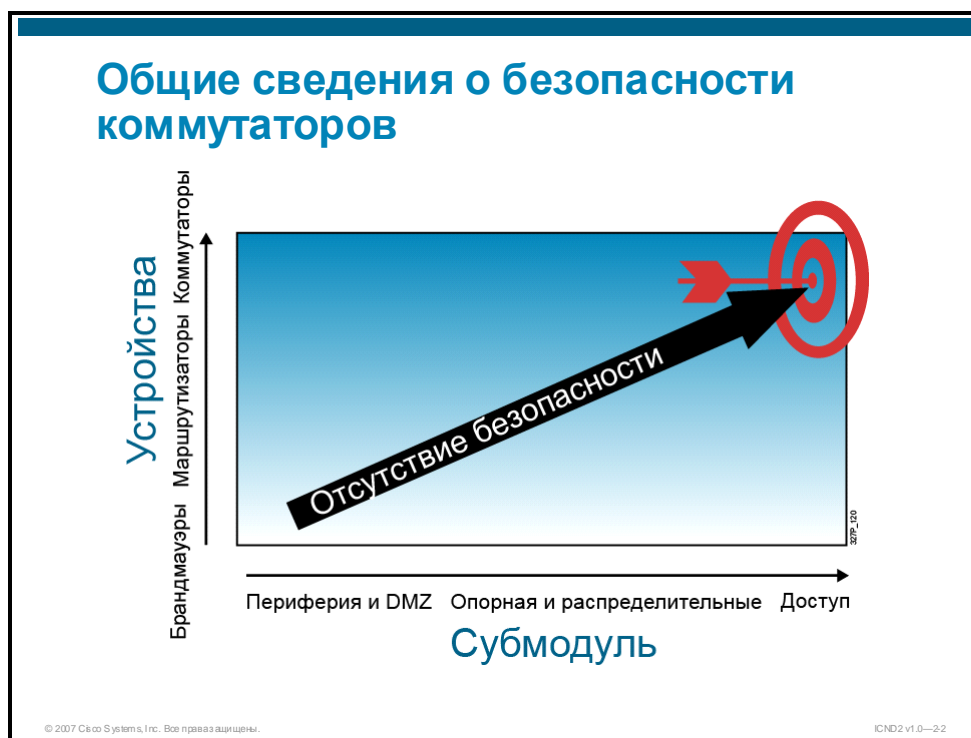 Общие сведения о безопасности
коммутаторов
Устройства
Брандмауэры Маршрутизаторы Коммутаторы
Отсутствие безопасности
327P_120
Периферия и DMZ Опорная и распределительные Доступ
Субмодуль
© 2007 Cisco Systems, Inc. Все права защищены.
ICND2 v1.0—2-2